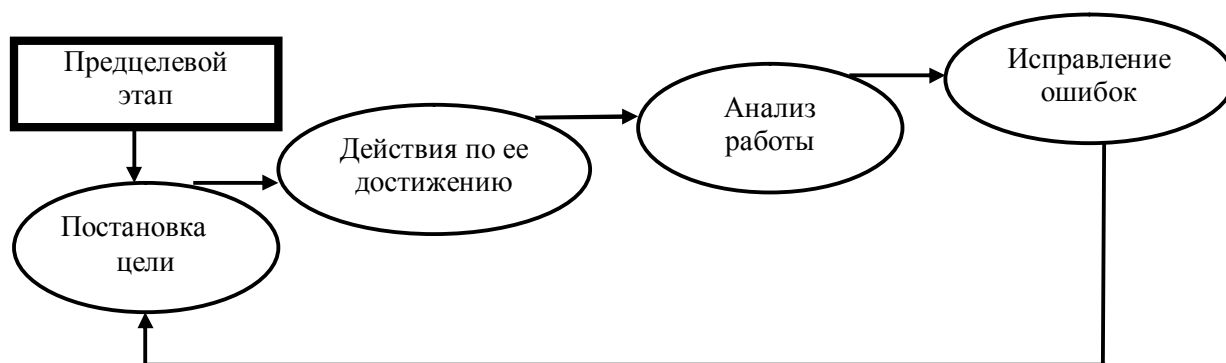 Предцелевой
этап
Постановка
цели
Действия по ее
достижению
Анализ
работы
Исправление
ошибок